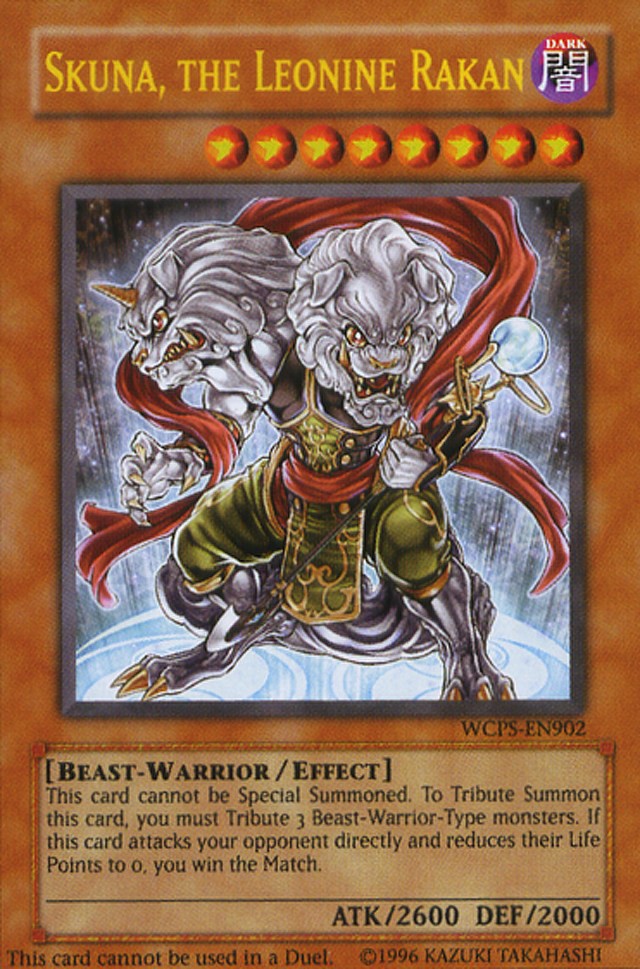 SKUNA, THE LEONINE RAKAN
DARK
闇
WCPS-EN902
[BEAST-WARRIOR / EFFECT]
This card cannot be Special Summoned. To Tribute Summon
this card, you must Tribute 3 Beast-Warrior-Type monsters. If
this card attacks your opponent directly and reduces their Life
Points to 0, you win the Match.
ATK/2600 DEF/2000
This card cannot be used in a Duel. ©1996 KAZUKI TAKAHASHI